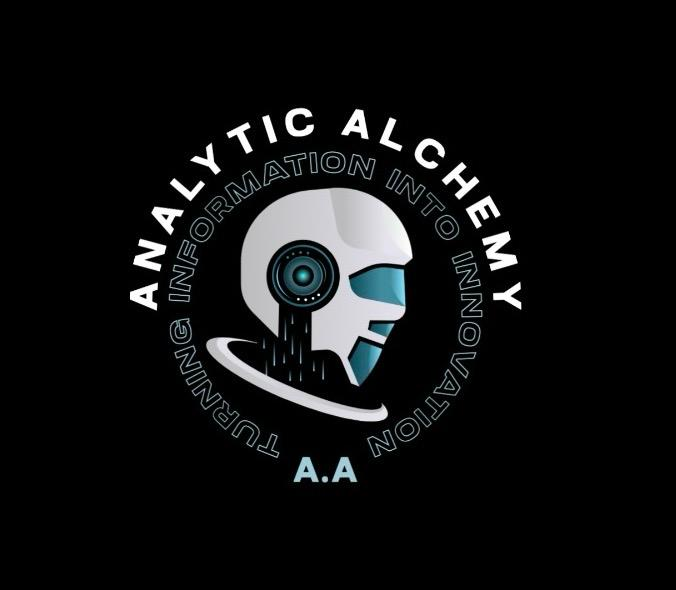 ANALYTIC ALCHEMY
TURNING INFORMATION INTO INNOVATION
A.A